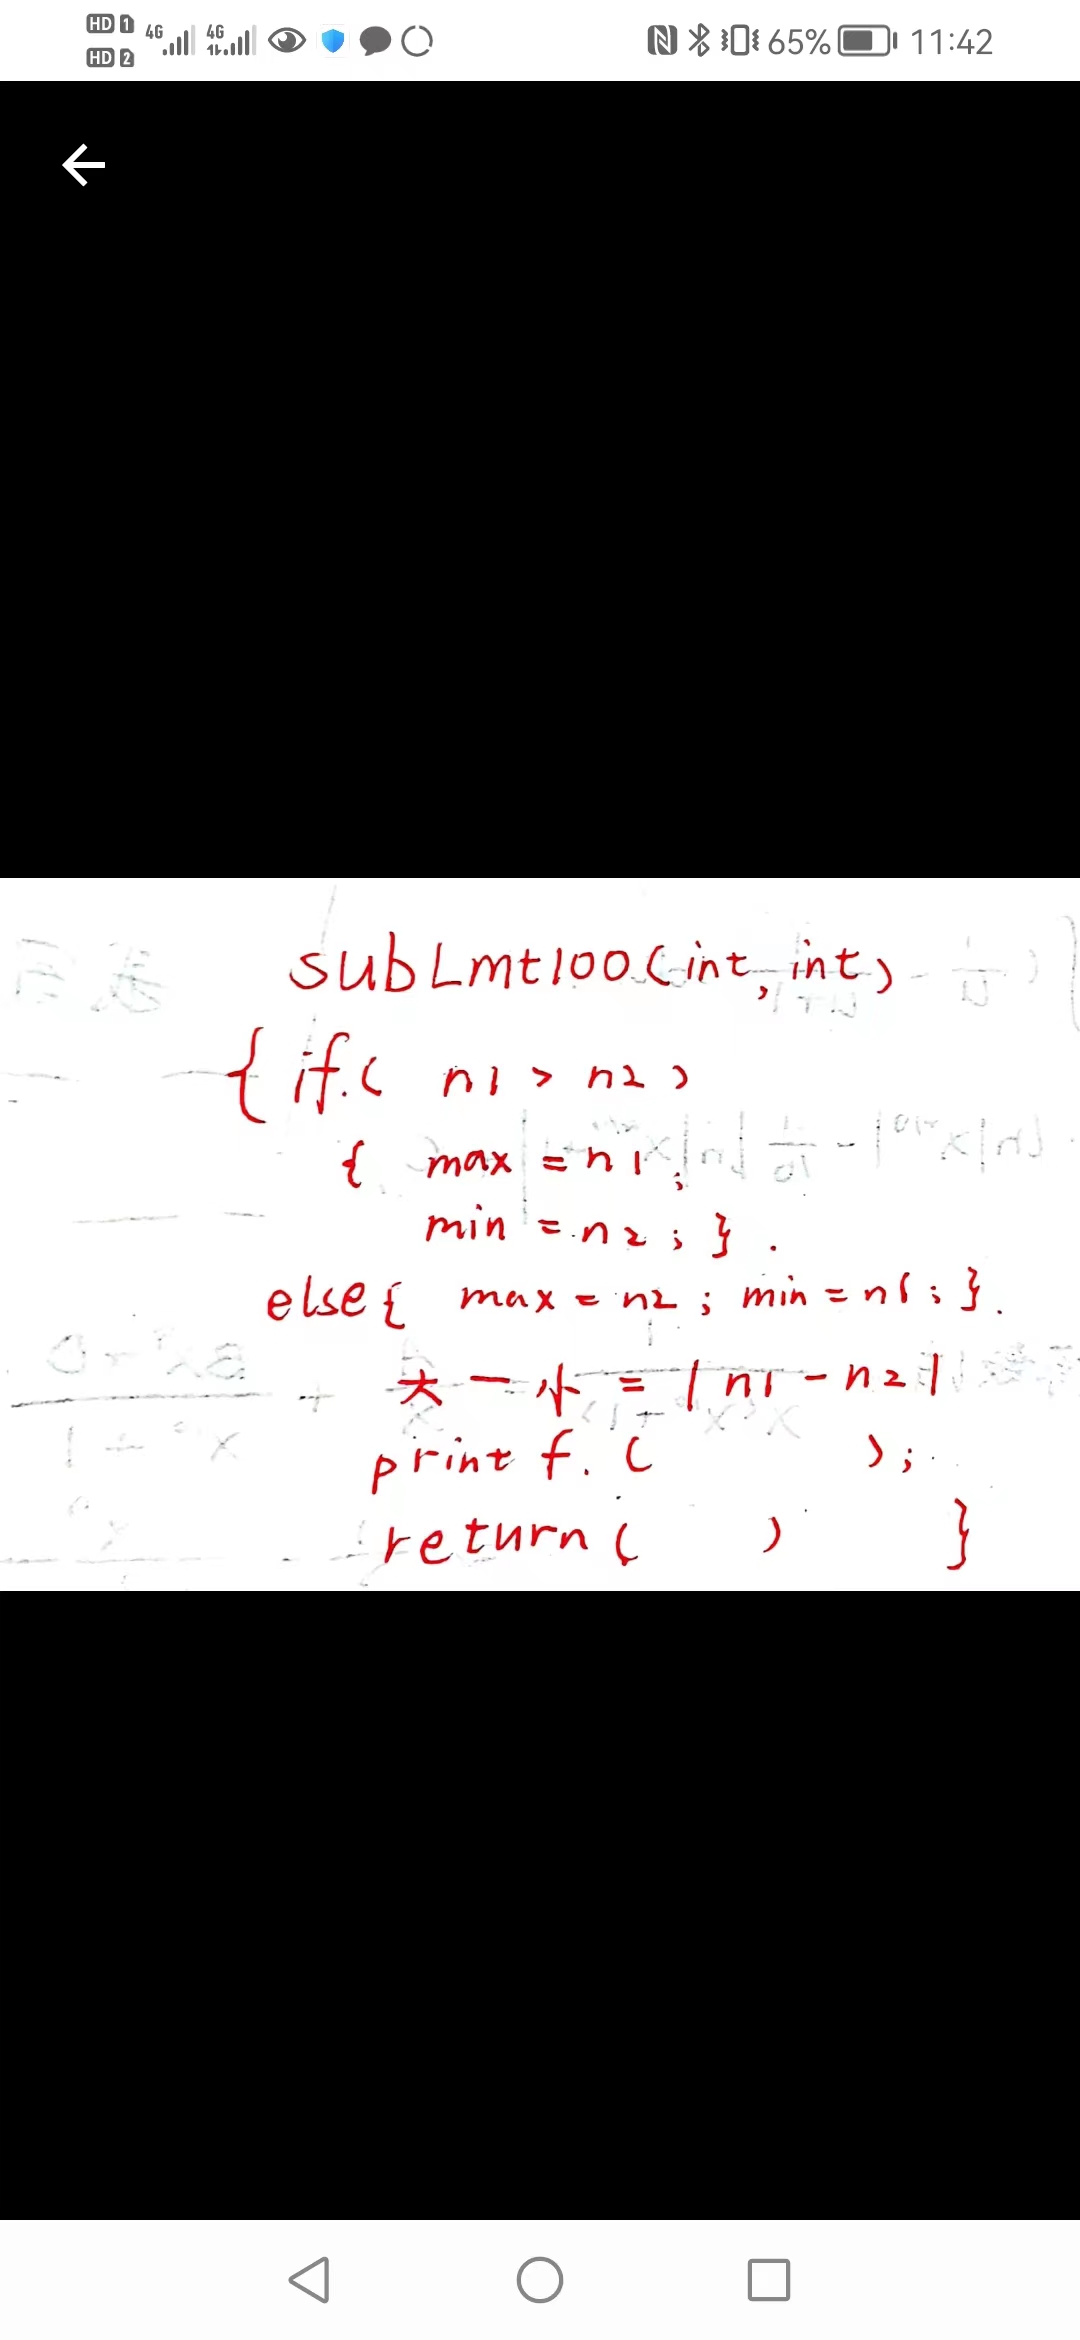 HD 1 4G 4G 65% 11:42
HD 2
subLmt100(int, int)
{ if.( n1 > n2 )
{ max = n1;
min = n2; }.
else{ max = n2; min = n1; }.
大 - 小 = |n1 - n2|
printf.( );
return( ) }